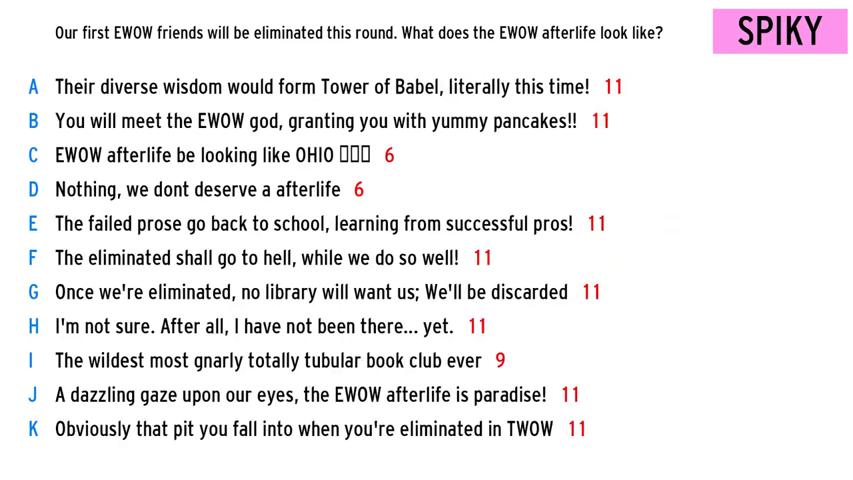 Our first EWOW friends will be eliminated this round. What does the EWOW afterlife look like?
SPIKY
A Their diverse wisdom would form Tower of Babel, literally this time! 11
B You will meet the EWOW god, granting you with yummy pancakes!! 11
C EWOW afterlife be looking like OHIO 6
D Nothing, we dont deserve a afterlife 6
E The failed prose go back to school, learning from successful pros! 11
F The eliminated shall go to hell, while we do so well! 11
G Once we're eliminated, no library will want us; We'll be discarded 11
H I'm not sure. After all, I have not been there... yet. 11
I The wildest most gnarly totally tubular book club ever 9
J A dazzling gaze upon our eyes, the EWOW afterlife is paradise! 11
K Obviously that pit you fall into when you're eliminated in TWOW 11